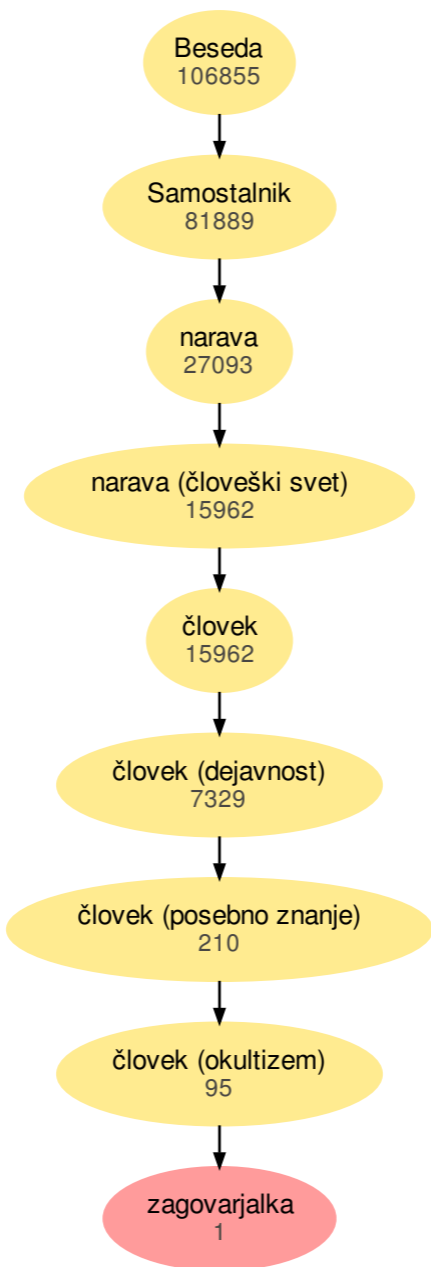 Beseda
106855
Samostalnik
81889
narava
27093
narava (človeški svet)
15962
človek
15962
človek (dejavnost)
7329
človek (posebno znanje)
210
človek (okultizem)
95
zagovarjalka
1